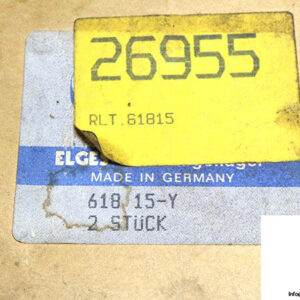 26955
RLT.61815
ELGES
MADE IN GERMANY
618/15-Y
2 STÜCK